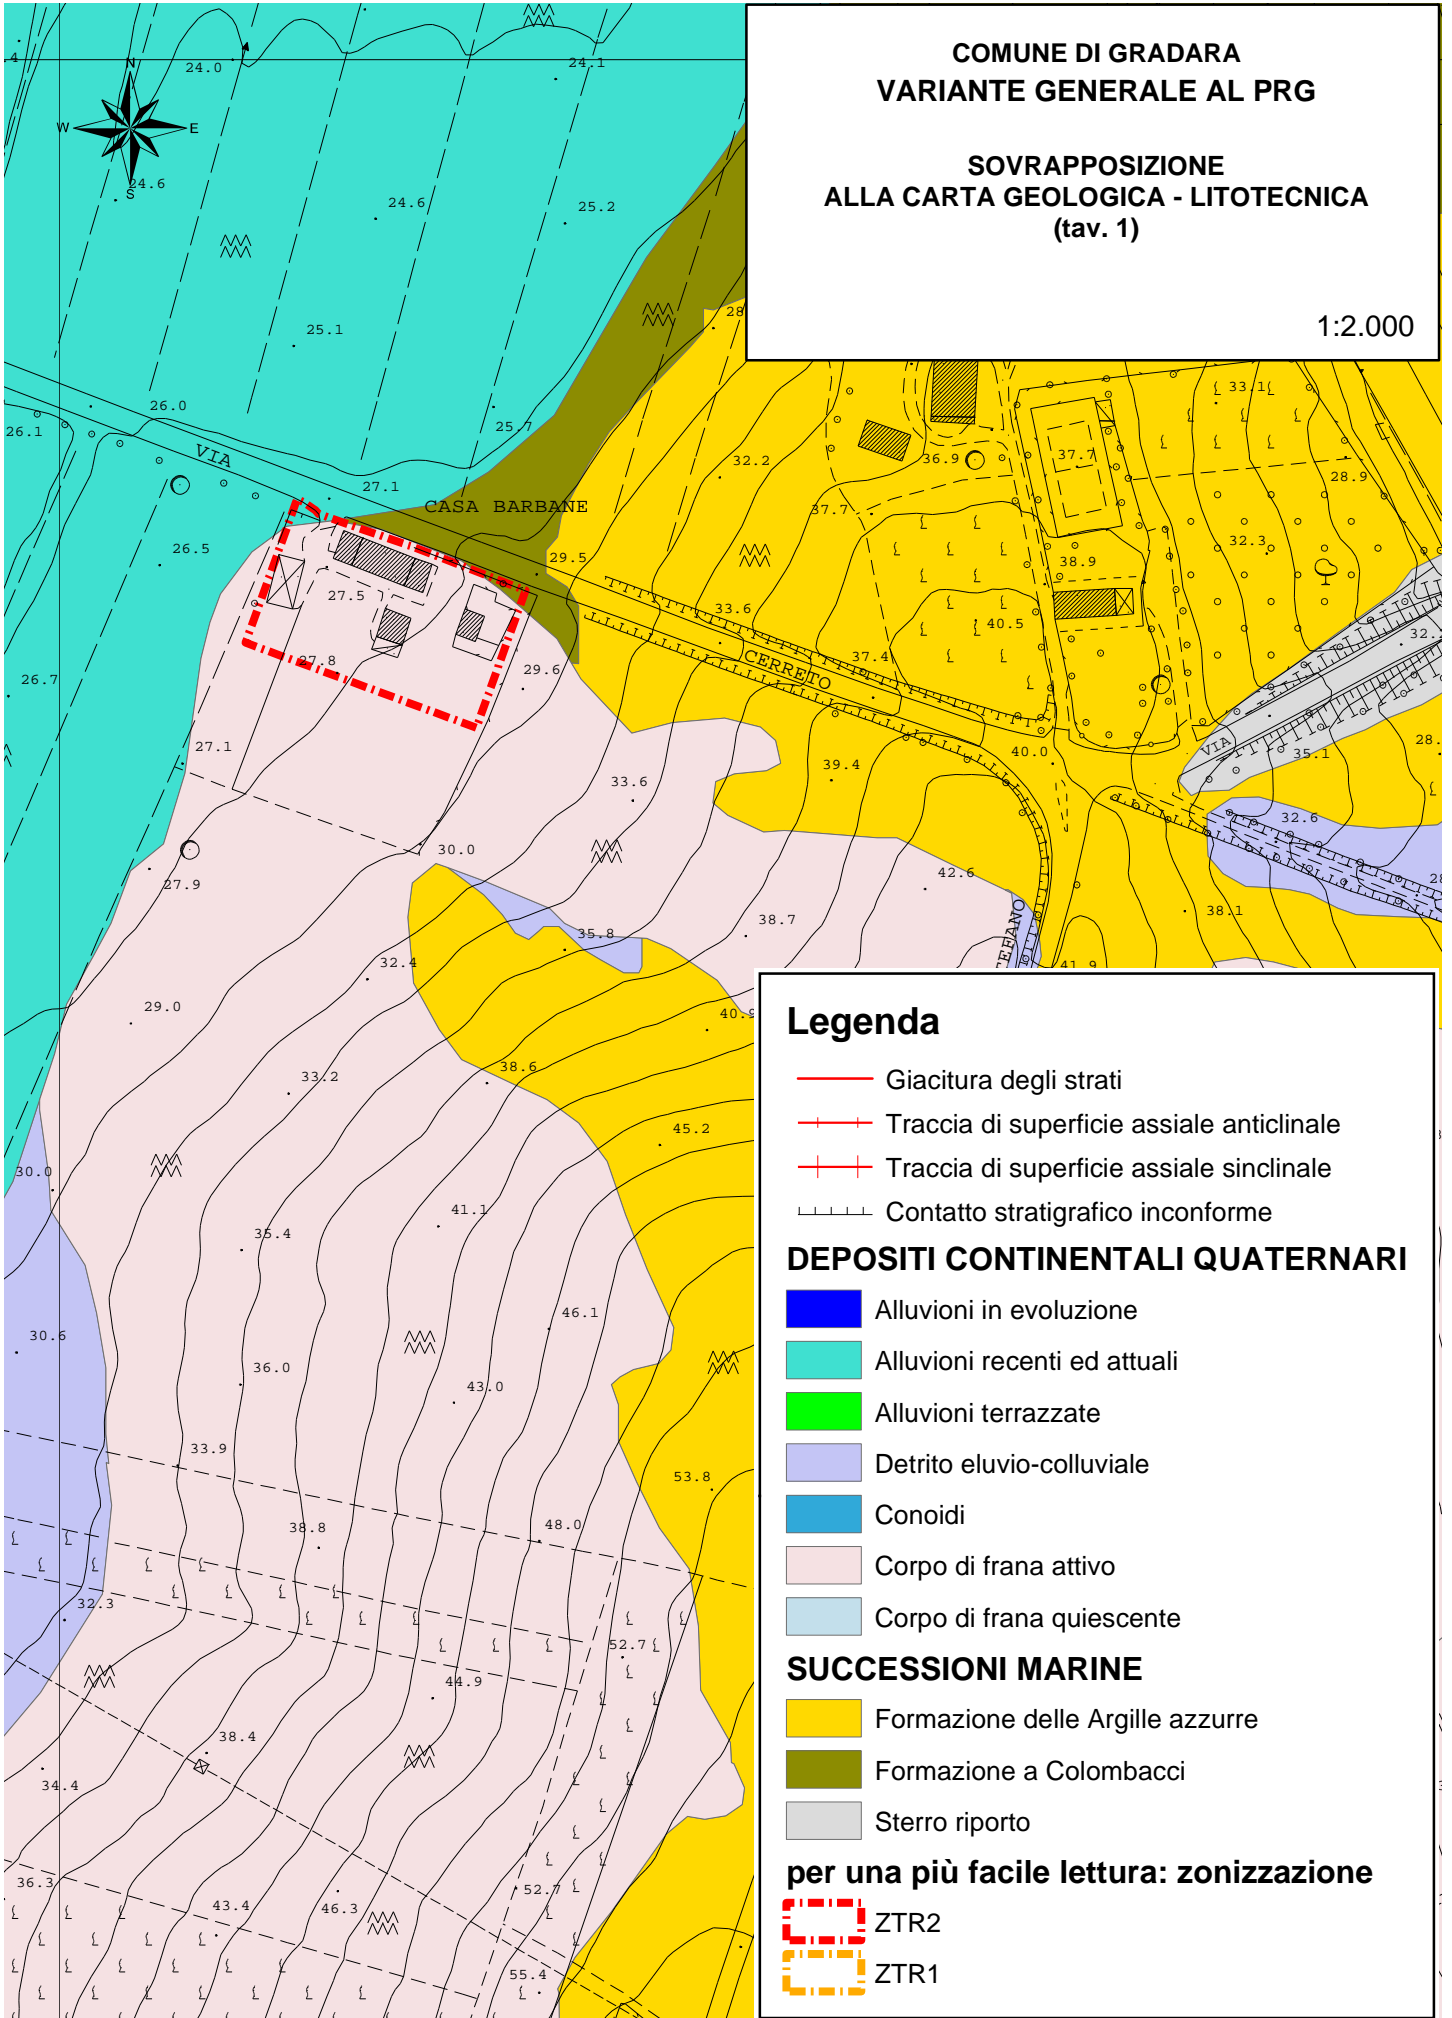 COMUNE DI GRADARA
VARIANTE GENERALE AL PRG
SOVRAPPOSIZIONE
ALLA CARTA GEOLOGICA - LITOTECNICA
(tav. 1)
1:2.000
N
W E
S
24.0
24.1
24.6
24.6
25.2
25.1
28
26.0
26.1
25.7
VIA
27.1
CASA BARBANE
32.2
36.9
37.7
33.1
28.9
37.7
26.5
29.5
32.3
38.9
27.5
33.6
40.5
27.8
29.6
CERRETO
37.4
26.7
27.1
33.6
39.4
40.0
VIA
35.1
28.
30.0
32.6
27.9
42.6
38.1
38.7
35.8
TEFANO
32.4
41.9
29.0
40.9
38.6
33.2
45.2
30.0
41.1
35.4
46.1
30.6
36.0
43.0
33.9
53.8
38.8
48.0
32.3
52.7
44.9
38.4
34.4
36.3
43.4
46.3
52.7
55.4
Legenda
Giacitura degli strati
Traccia di superficie assiale anticlinale
Traccia di superficie assiale sinclinale
Contatto stratigrafico inconforme
DEPOSITI CONTINENTALI QUATERNARI
Alluvioni in evoluzione
Alluvioni recenti ed attuali
Alluvioni terrazzate
Detrito eluvio-colluviale
Conoidi
Corpo di frana attivo
Corpo di frana quiescente
SUCCESSIONI MARINE
Formazione delle Argille azzurre
Formazione a Colombacci
Sterro riporto
per una più facile lettura: zonizzazione
ZTR2
ZTR1